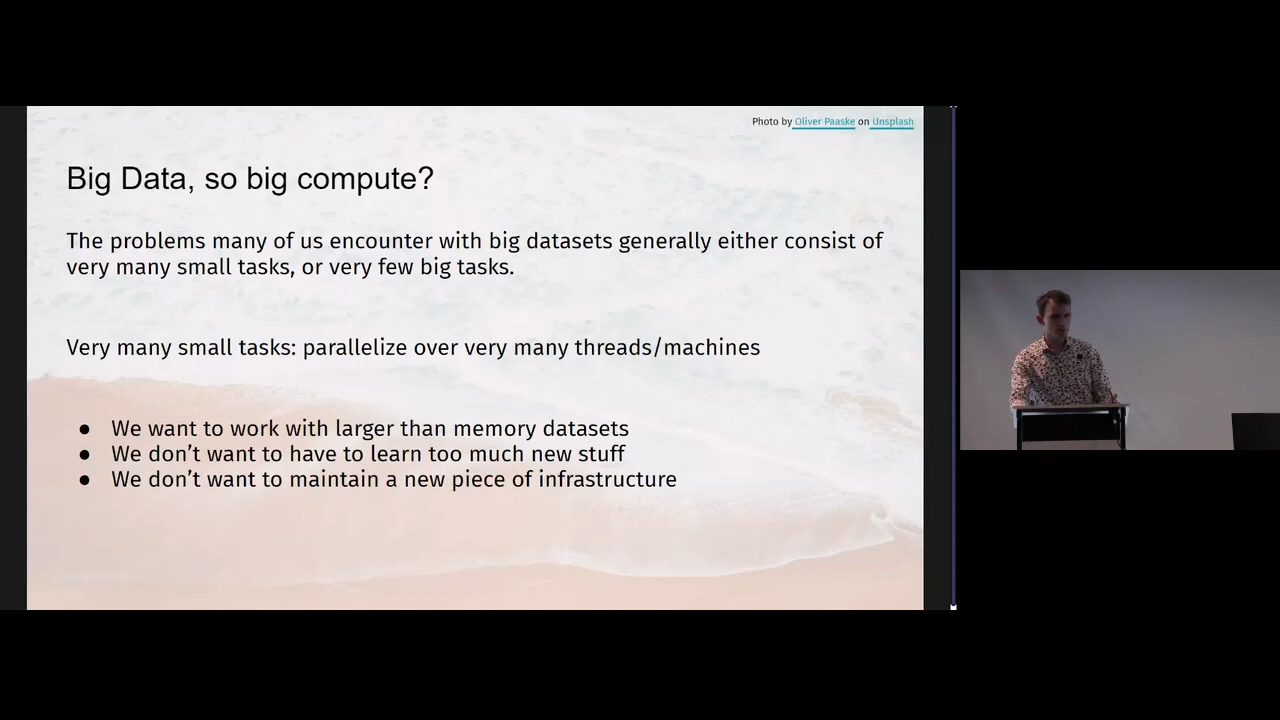 Photo by Oliver Paaske on Unsplash
Big Data, so big compute?
The problems many of us encounter with big datasets generally either consist of
very many small tasks, or very few big tasks.
Very many small tasks: parallelize over very many threads/machines
● We want to work with larger than memory datasets
● We don’t want to have to learn too much new stuff
● We don’t want to maintain a new piece of infrastructure